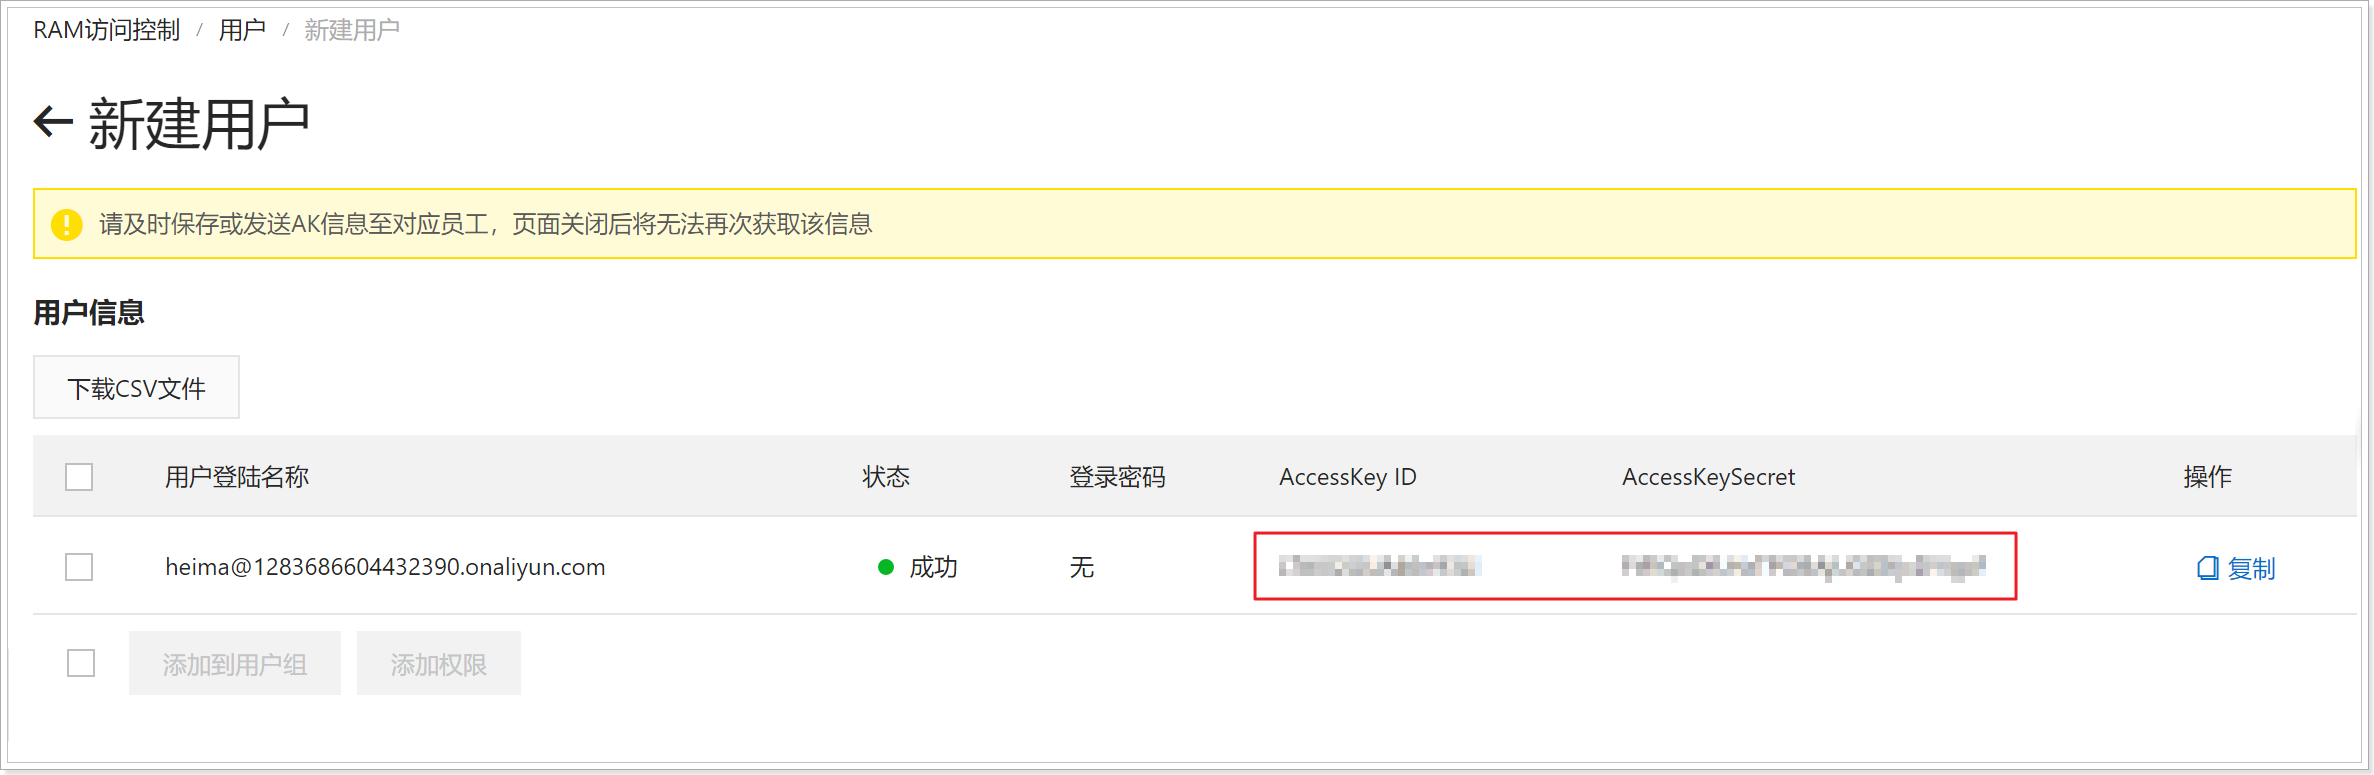 RAM访问控制 / 用户 / 新建用户
新建用户
请及时保存或发送AK信息至对应员工，页面关闭后将无法再次获取该信息
用户信息
下载CSV文件
用户登陆名称 状态 登录密码 AccessKey ID AccessKeySecret 操作
heima@1283686604432390.onaliyun.com 成功 无 复制
添加到用户组 添加权限